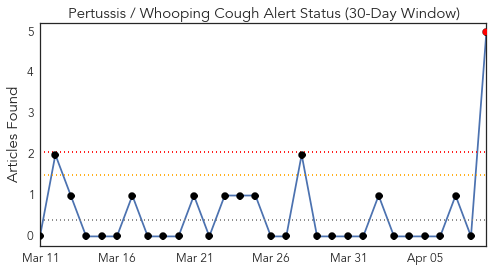 Pertussis / Whooping Cough Alert Status (30-Day Window)
Articles Found
5
4
3
2
1
0
Mar 11 Mar 16 Mar 21 Mar 26 Mar 31 Apr 05